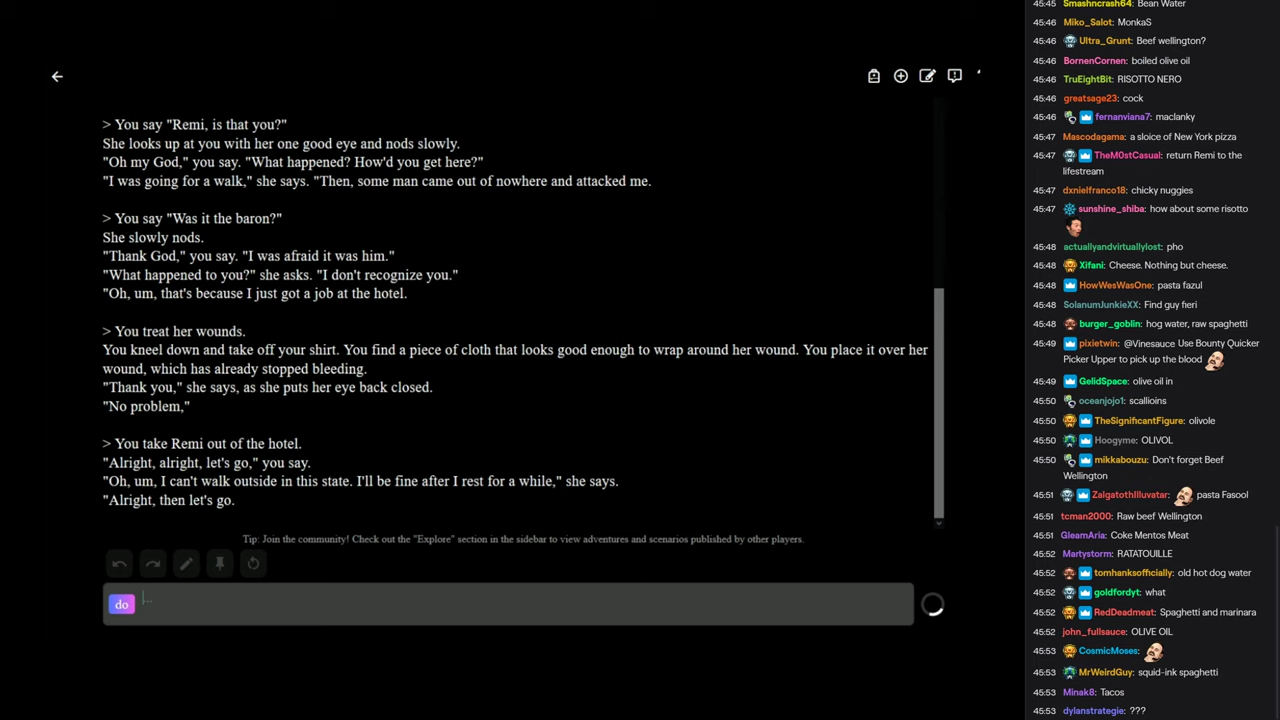 > You say "Remi, is that you?"
She looks up at you with her one good eye and nods slowly.
"Oh my God," you say. "What happened? How'd you get here?"
"I was going for a walk," she says. "Then, some man came out of nowhere and attacked me.
> You say "Was it the baron?"
She slowly nods.
"Thank God," you say. "I was afraid it was him."
"What happened to you?" she asks. "I don't recognize you."
"Oh, um, that's because I just got a job at the hotel.
> You treat her wounds.
You kneel down and take off your shirt. You find a piece of cloth that looks good enough to wrap around her wound. You place it over her
wound, which has already stopped bleeding.
"Thank you," she says, as she puts her eye back closed.
"No problem,"
> You take Remi out of the hotel.
"Alright, alright, let's go," you say.
"Oh, um, I can't walk outside in this state. I'll be fine after I rest for a while," she says.
"Alright, then let's go.
Tip: Join the community! Check out the "Explore" section in the sidebar to view adventures and scenarios published by other players.
do ...
45:45 Smashncrash64: Bean Water
45:46 Miko_Salot: MonkaS
45:46 Ultra_Grunt: Beef wellington?
45:46 BornenCornen: boiled olive oil
45:46 TruEightBit: RISOTTO NERO
45:46 greatsage23: cock
45:46 fernanviana7: maclanky
45:47 Mascodagama: a sloice of New York pizza
45:47 TheM0stCasual: return Remi to the
lifestream
45:47 dxnielfranco18: chicky nuggies
45:47 sunshine_shiba: how about some risotto
45:48 actuallyandvirtuallylost: pho
45:48 Xifani: Cheese. Nothing but cheese.
45:48 HowWesWasOne: pasta fazul
45:48 SolanumJunkieXX: Find guy fieri
45:48 burger_goblin: hog water, raw spaghetti
45:49 pixietwin: @Vinesauce Use Bounty Quicker
Picker Upper to pick up the blood
45:49 GelidSpace: olive oil in
45:50 oceanjojo1: scallioins
45:50 TheSignificantFigure: olivole
45:50 Hoogyme: OLIVOL
45:50 mikkabouzu: Don't forget Beef
Wellington
45:51 ZalgatothIlluvatar: pasta Fasool
45:51 tcman2000: Raw beef Wellington
45:51 GleamAria: Coke Mentos Meat
45:52 Martystorm: RATATOUILLE
45:52 tomhanksofficially: old hot dog water
45:52 goldfordyt: what
45:52 RedDeadmeat: Spaghetti and marinara
45:52 john_fullsauce: OLIVE OIL
45:53 CosmicMoses:
45:53 MrWeirdGuy: squid-ink spaghetti
45:53 Minak8: Tacos
45:53 dylanstrategie: ???